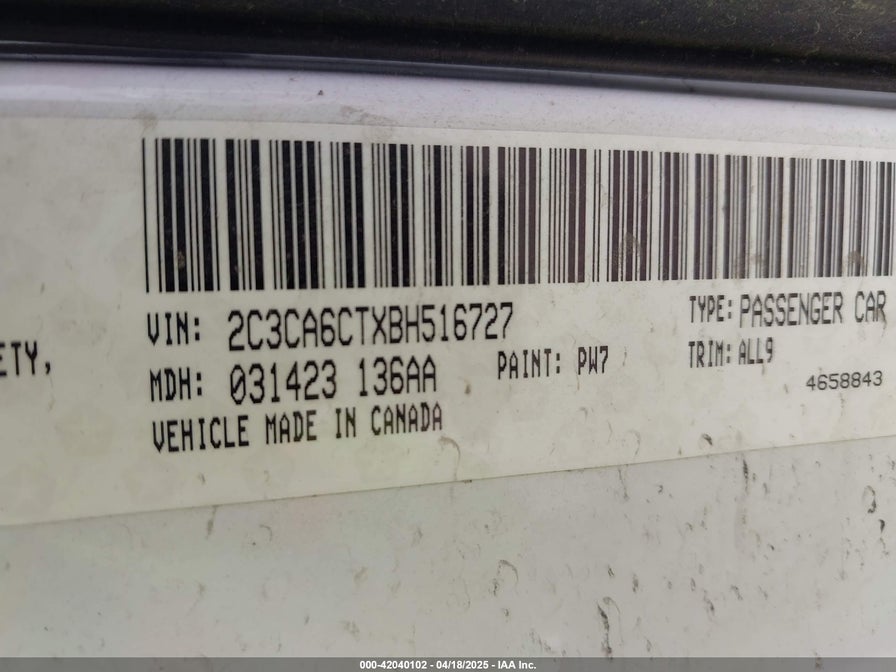 ETY,
VIN: 2C3CA6CTXBH516727
TYPE: PASSENGER CAR
MDH: 031423 136AA
PAINT: PW7
TRIM: ALL9
VEHICLE MADE IN CANADA
4658843
000-42040102 - 04/18/2025 - IAA Inc.